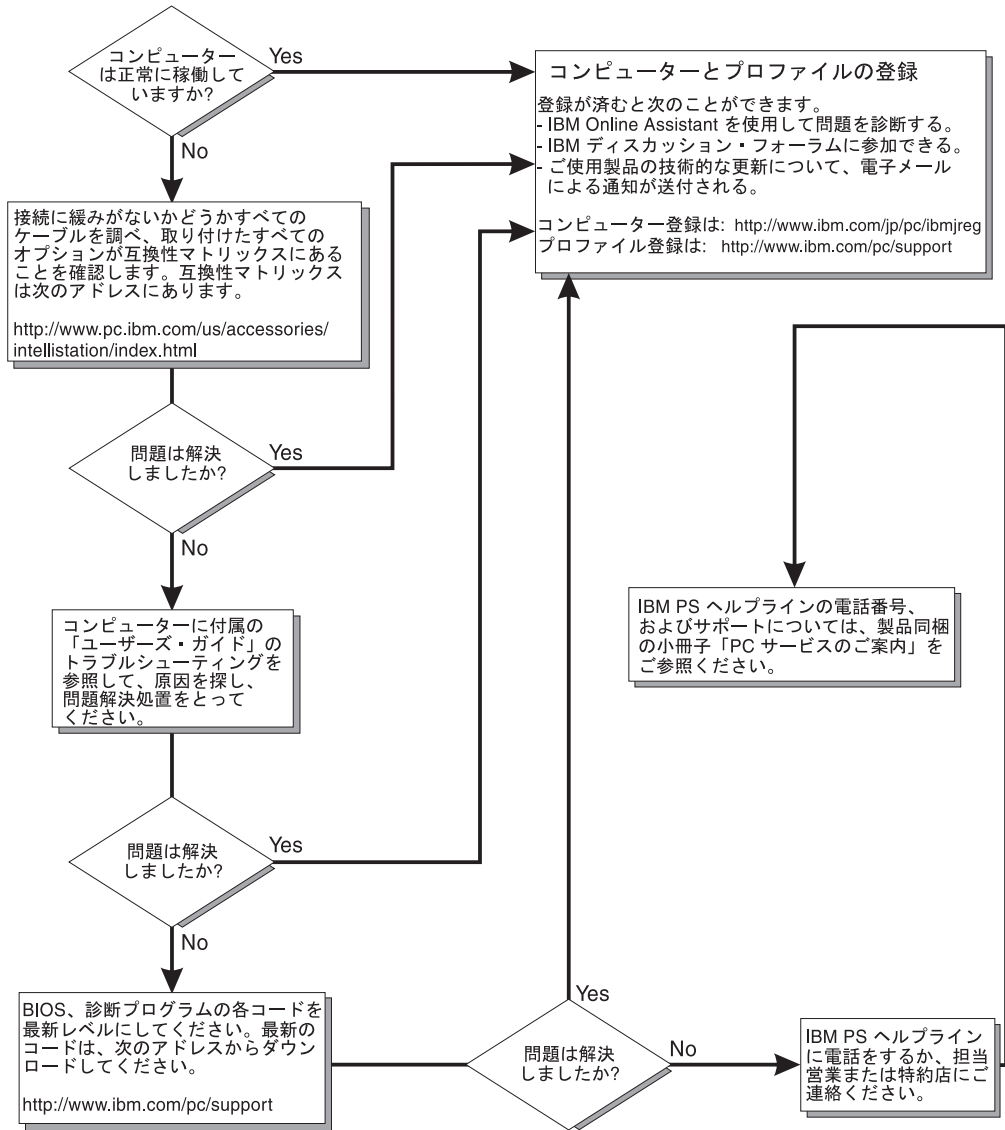 コンピューター
は正常に稼働して
いますか?
Yes
No
コンピューターとプロファイルの登録
登録が済むと次のことができます。
- IBM Online Assistant を使用して問題を診断する。
- IBM ディスカッション・フォーラムに参加できる。
- ご使用製品の技術的な更新について、電子メール
による通知が送付される。
コンピューター登録は: http://www.ibm.com/jp/pc/ibmjreg
プロファイル登録は: http://www.ibm.com/pc/support
接続に緩みがないかどうかすべての
ケーブルを調べ、取り付けたすべての
オプションが互換性マトリックスにある
ことを確認します。互換性マトリックス
は次のアドレスにあります。
http://www.pc.ibm.com/us/accessories/
intellistation/index.html
問題は解決
しましたか?
Yes
No
コンピューターに付属の
「ユーザーズ・ガイド」の
トラブルシューティングを
参照して、原因を探し、
問題解決処置をとって
ください。
IBM PS ヘルプラインの電話番号、
およびサポートについては、製品同梱
の小冊子「PC サービスのご案内」を
ご参照ください。
問題は解決
しましたか?
Yes
No
BIOS、診断プログラムの各コードを
最新レベルにしてください。最新の
コードは、次のアドレスからダウン
ロードしてください。
http://www.ibm.com/pc/support
問題は解決
しましたか?
Yes
No
IBM PS ヘルプライン
に電話をするか、担当
営業または特約店にご
連絡ください。